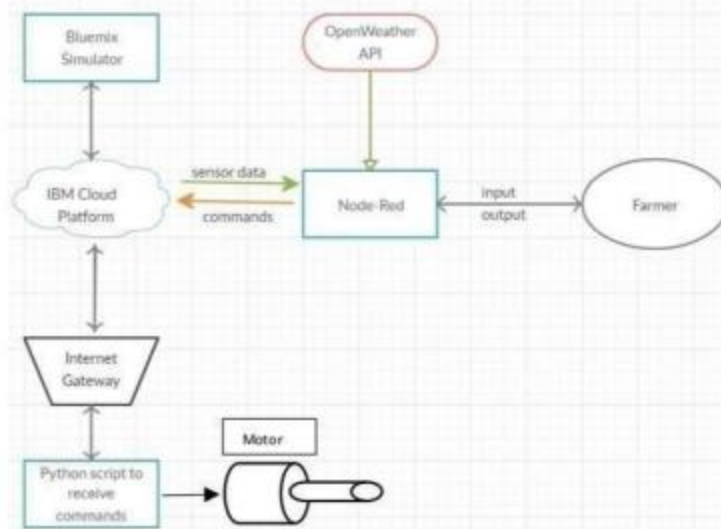 Bluemix
Simulator
OpenWeather
API
sensor data
IBM Cloud
Platform
commands
Node-Red
input
output
Farmer
Internet
Gateway
Motor
Python script to
receive
commands